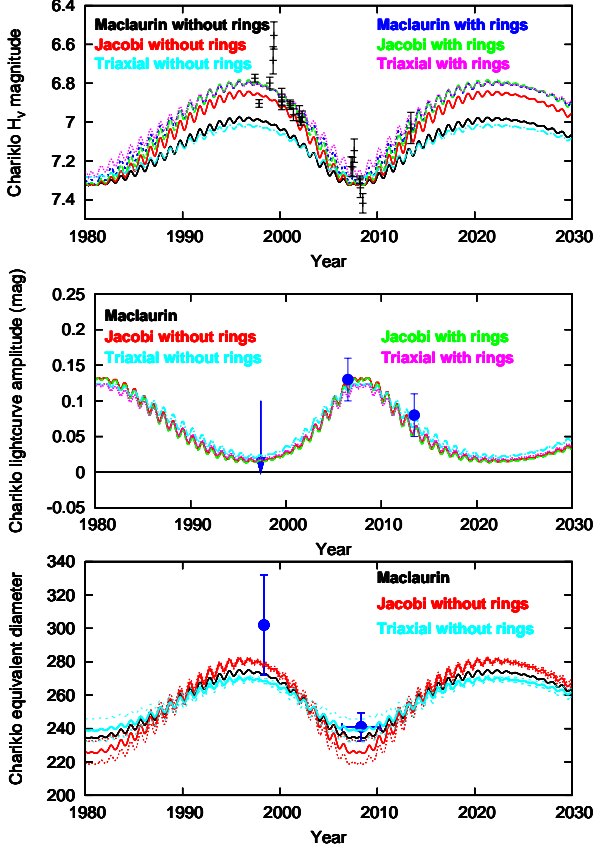 6.4
6.8
7
7.2
7.4
6.6
Chariklo HV magnitude
Maclaurin without rings
Jacobi without rings
Triaxial without rings
Maclaurin with rings
Jacobi with rings
Triaxial with rings
1980 1990 2000 2010 2020 2030
Year
0.25
0.2
0.15
0.1
0.05
0
-0.05
Chariklo lightcurve amplitude (mag)
Maclaurin
Jacobi without rings
Triaxial without rings
Jacobi with rings
Triaxial with rings
1980 1990 2000 2010 2020 2030
Year
340
320
300
280
260
240
220
200
Chariklo equivalent diameter
Maclaurin
Jacobi without rings
Triaxial without rings
1980 1990 2000 2010 2020 2030
Year